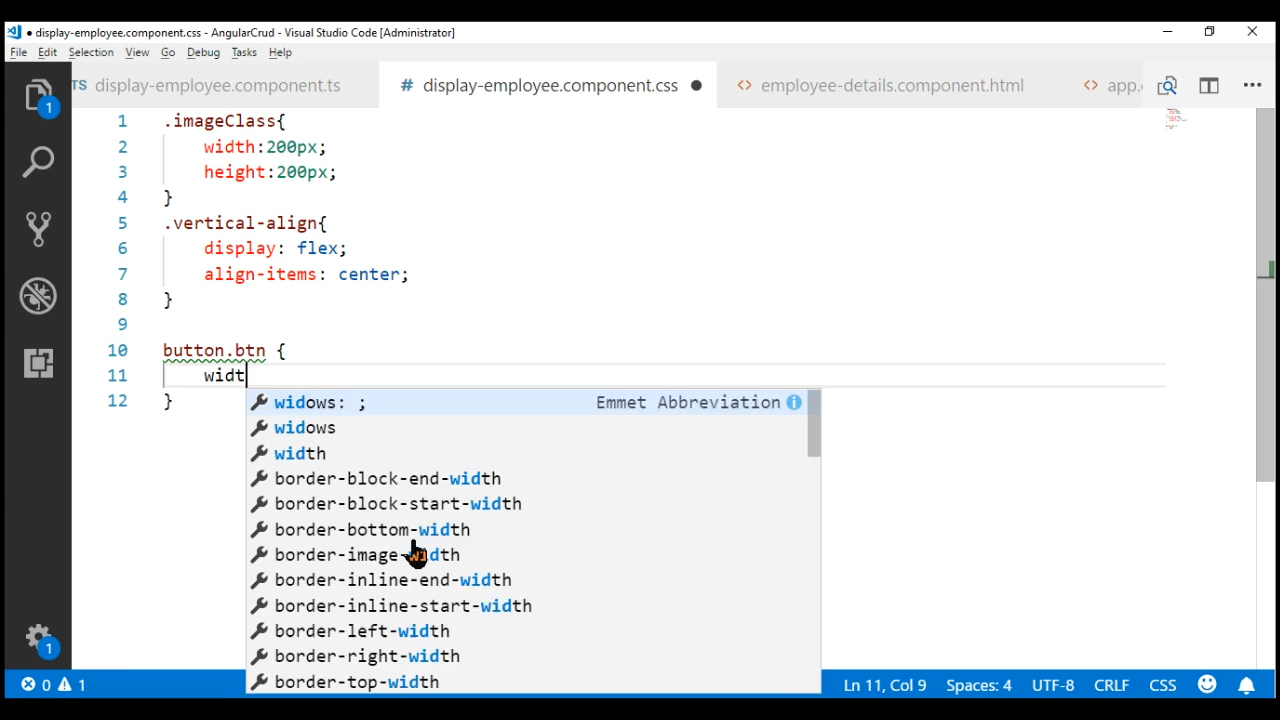 ● display-employee.component.css - AngularCrud - Visual Studio Code [Administrator]
File Edit Selection View Go Debug Tasks Help
TS display-employee.component.ts # display-employee.component.css ● <> employee-details.component.html <> app.
1 .imageClass{
2 width:200px;
3 height:200px;
4 }
5 .vertical-align{
6 display: flex;
7 align-items: center;
8 }
9
10 button.btn {
11 widt
12 }
widows: ; Emmet Abbreviation
widows
width
border-block-end-width
border-block-start-width
border-bottom-width
border-image-width
border-inline-end-width
border-inline-start-width
border-left-width
border-right-width
border-top-width
1
1
0 1 Ln 11, Col 9 Spaces: 4 UTF-8 CRLF CSS